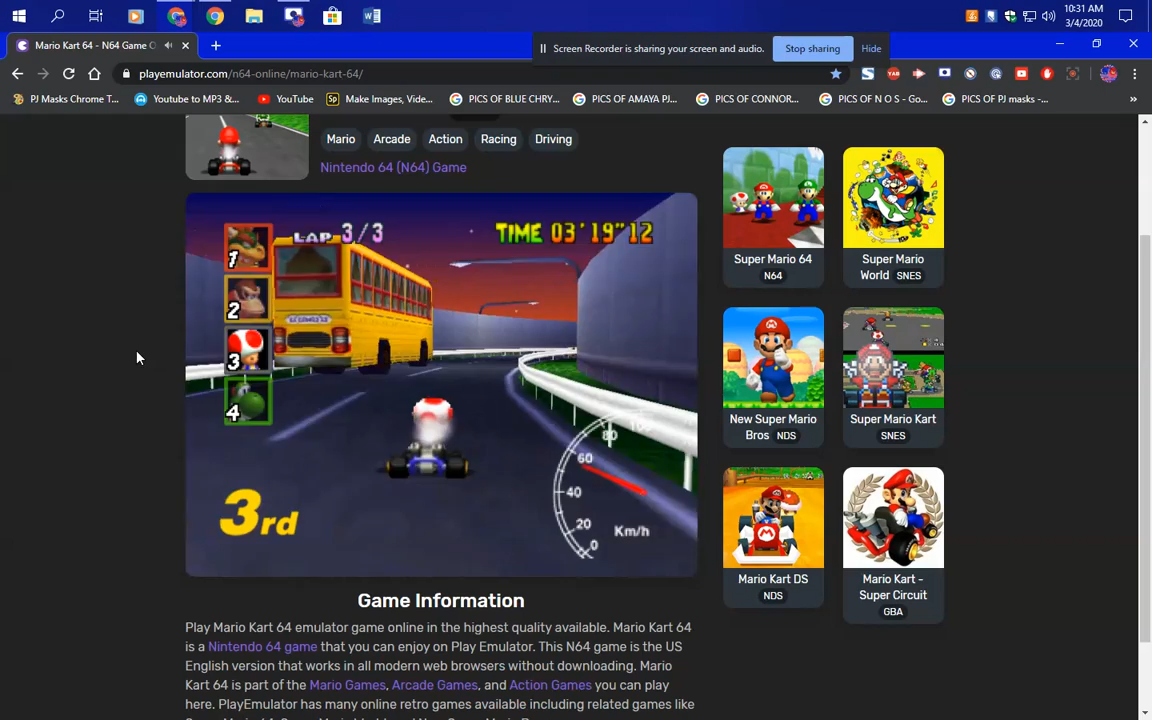 10:31 AM
3/4/2020
Mario Kart 64 - N64 Game O
Screen Recorder is sharing your screen and audio.
Stop sharing
Hide
playemulator.com/n64-online/mario-kart-64/
PJ Masks Chrome T...
Youtube to MP3 &...
YouTube
Make Images, Vide...
PICS OF BLUE CHRY...
PICS OF AMAYA PJ...
PICS OF CONNOR...
PICS OF N O S - Go...
PICS OF PJ masks -...
Mario
Arcade
Action
Racing
Driving
Nintendo 64 (N64) Game
LAP 3/3
TIME 03'19"12
1
2
3
4
3rd
100
80
60
40
20
0
Km/h
Super Mario 64
N64
Super Mario
World SNES
New Super Mario
Bros NDS
Super Mario Kart
SNES
Mario Kart DS
NDS
Mario Kart -
Super Circuit
GBA
Game Information
Play Mario Kart 64 emulator game online in the highest quality available. Mario Kart 64
is a Nintendo 64 game that you can enjoy on Play Emulator. This N64 game is the US
English version that works in all modern web browsers without downloading. Mario
Kart 64 is part of the Mario Games, Arcade Games, and Action Games you can play
here. PlayEmulator has many online retro games available including related games like